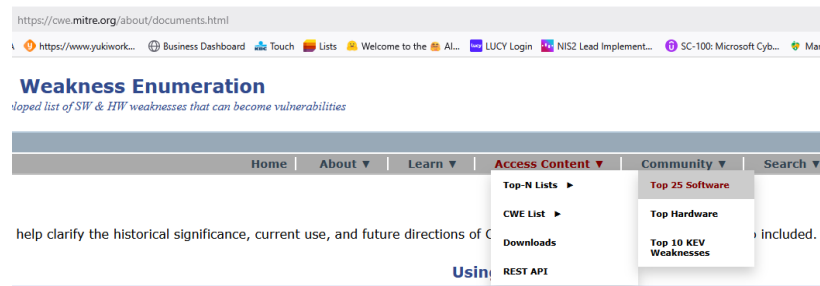 https://cwe.mitre.org/about/documents.html
https://www.yukiwork... Business Dashboard Touch Lists Welcome to the 🤗 AI... LUCY Login NIS2 Lead Implement... SC-100: Microsoft Cyb... Mar
Weakness Enumeration
loped list of SW & HW weaknesses that can become vulnerabilities
Home About ▼ Learn ▼ Access Content ▼ Community ▼ Search ▼
Top-N Lists ► Top 25 Software
CWE List ► Top Hardware
help clarify the historical significance, current use, and future directions of C included.
Downloads Top 10 KEV
Weaknesses
Using
REST API